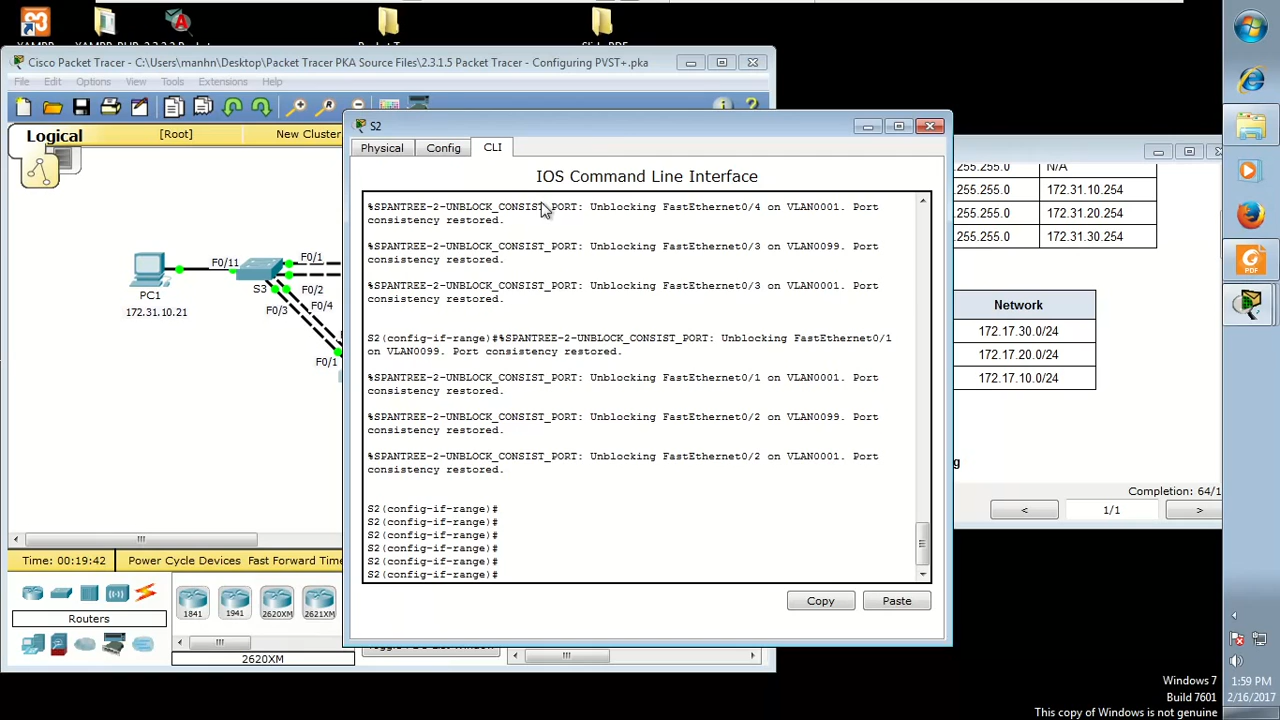 Cisco Packet Tracer - C:\Users\manhn\Desktop\Packet Tracer PKA Source Files\2.3.1.5 Packet Tracer - Configuring PVST+.pka
File Edit Options View Tools Extensions Help
Logical
[Root]
New Cluster
S2
Physical
Config
CLI
IOS Command Line Interface
%SPANTREE-2-UNBLOCK_CONSIST_PORT: Unblocking FastEthernet0/4 on VLAN0001. Port
consistency restored.
%SPANTREE-2-UNBLOCK_CONSIST_PORT: Unblocking FastEthernet0/3 on VLAN0099. Port
consistency restored.
%SPANTREE-2-UNBLOCK_CONSIST_PORT: Unblocking FastEthernet0/3 on VLAN0001. Port
consistency restored.
S2(config-if-range)#%SPANTREE-2-UNBLOCK_CONSIST_PORT: Unblocking FastEthernet0/1
on VLAN0099. Port consistency restored.
%SPANTREE-2-UNBLOCK_CONSIST_PORT: Unblocking FastEthernet0/1 on VLAN0001. Port
consistency restored.
%SPANTREE-2-UNBLOCK_CONSIST_PORT: Unblocking FastEthernet0/2 on VLAN0099. Port
consistency restored.
%SPANTREE-2-UNBLOCK_CONSIST_PORT: Unblocking FastEthernet0/2 on VLAN0001. Port
consistency restored.
S2(config-if-range)#
S2(config-if-range)#
S2(config-if-range)#
S2(config-if-range)#
S2(config-if-range)#
S2(config-if-range)#
Copy
Paste
F0/11
F0/1
S3
F0/2
PC1
F0/4
172.31.10.21
F0/3
F0/1
.255.255.0 N/A
.255.255.0 172.31.10.254
.255.255.0 172.31.30.254
Network
172.17.30.0/24
172.17.20.0/24
172.17.10.0/24
Completion: 64/1
<
1/1
>
Time: 00:19:42
Power Cycle Devices Fast Forward Time
1841
1941
2620XM
2621XM
Routers
2620XM
PDF
1:59 PM
2/16/2017
Windows 7
Build 7601
This copy of Windows is not genuine